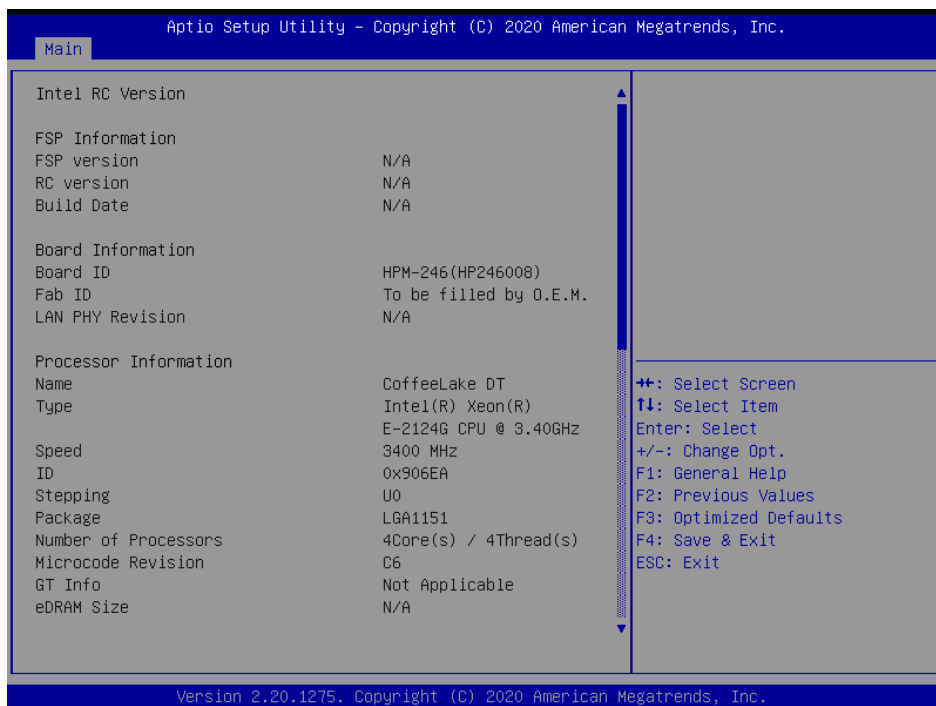 Aptio Setup Utility – Copyright (C) 2020 American Megatrends, Inc.
Main
Intel RC Version
FSP Information
FSP version N/A
RC version N/A
Build Date N/A
Board Information
Board ID HPM-246(HP246008)
Fab ID To be filled by O.E.M.
LAN PHY Revision N/A
Processor Information
Name CoffeeLake DT
Type Intel(R) Xeon(R)
E-2124G CPU @ 3.40GHz
Speed 3400 MHz
ID 0x906EA
Stepping U0
Package LGA1151
Number of Processors 4Core(s) / 4Thread(s)
Microcode Revision C6
GT Info Not Applicable
eDRAM Size N/A
→←: Select Screen
↑↓: Select Item
Enter: Select
+/-: Change Opt.
F1: General Help
F2: Previous Values
F3: Optimized Defaults
F4: Save & Exit
ESC: Exit
Version 2.20.1275. Copyright (C) 2020 American Megatrends, Inc.